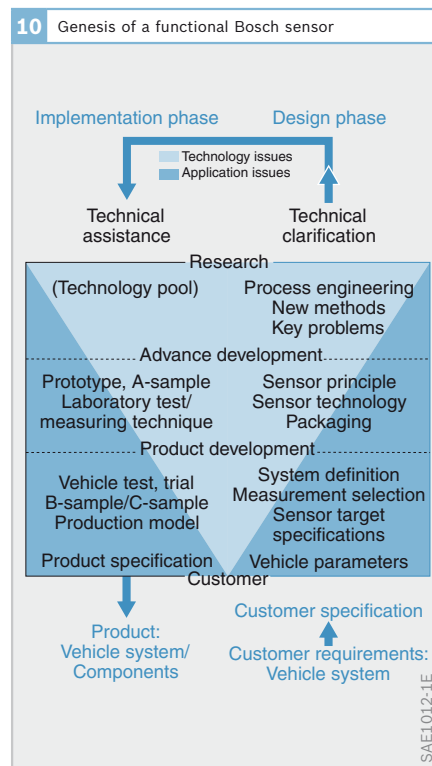 10 Genesis of a functional Bosch sensor
Implementation phase
Design phase
Technology issues
Application issues
Technical
assistance
Technical
clarification
Research
(Technology pool)
Process engineering
New methods
Key problems
Advance development
Prototype, A-sample
Laboratory test/
measuring technique
Sensor principle
Sensor technology
Packaging
Product development
Vehicle test, trial
B-sample/C-sample
Production model
System definition
Measurement selection
Sensor target
specifications
Product specification
Vehicle parameters
Customer
Product:
Vehicle system/
Components
Customer specification
Customer requirements:
Vehicle system
SAE1012-1E